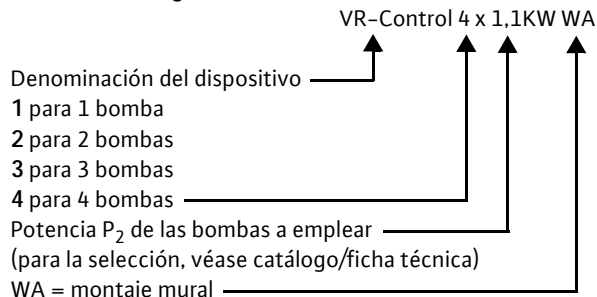 VR-Control 4 x 1,1KW WA
Denominación del dispositivo
1 para 1 bomba
2 para 2 bombas
3 para 3 bombas
4 para 4 bombas
Potencia P2 de las bombas a emplear
(para la selección, véase catálogo/ficha técnica)
WA = montaje mural